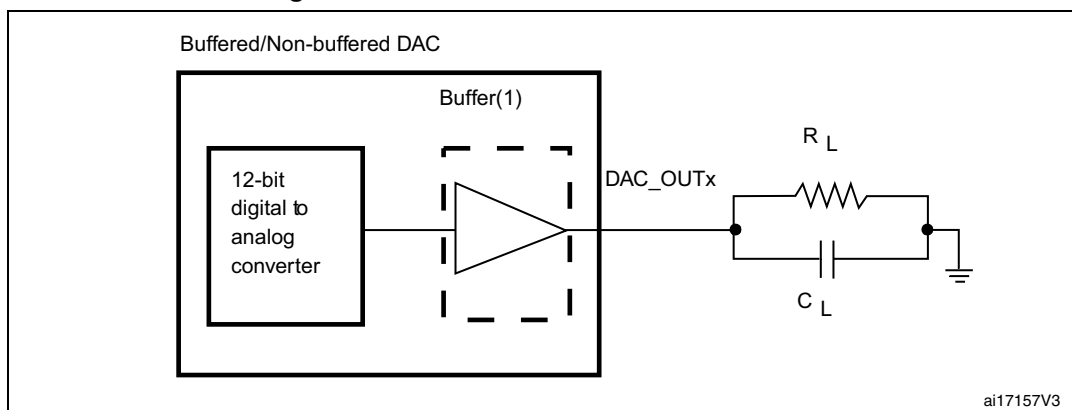 Buffered/Non-buffered DAC
Buffer(1)
12-bit
digital to
analog
converter
DAC_OUTx
R L
C L
ai17157V3